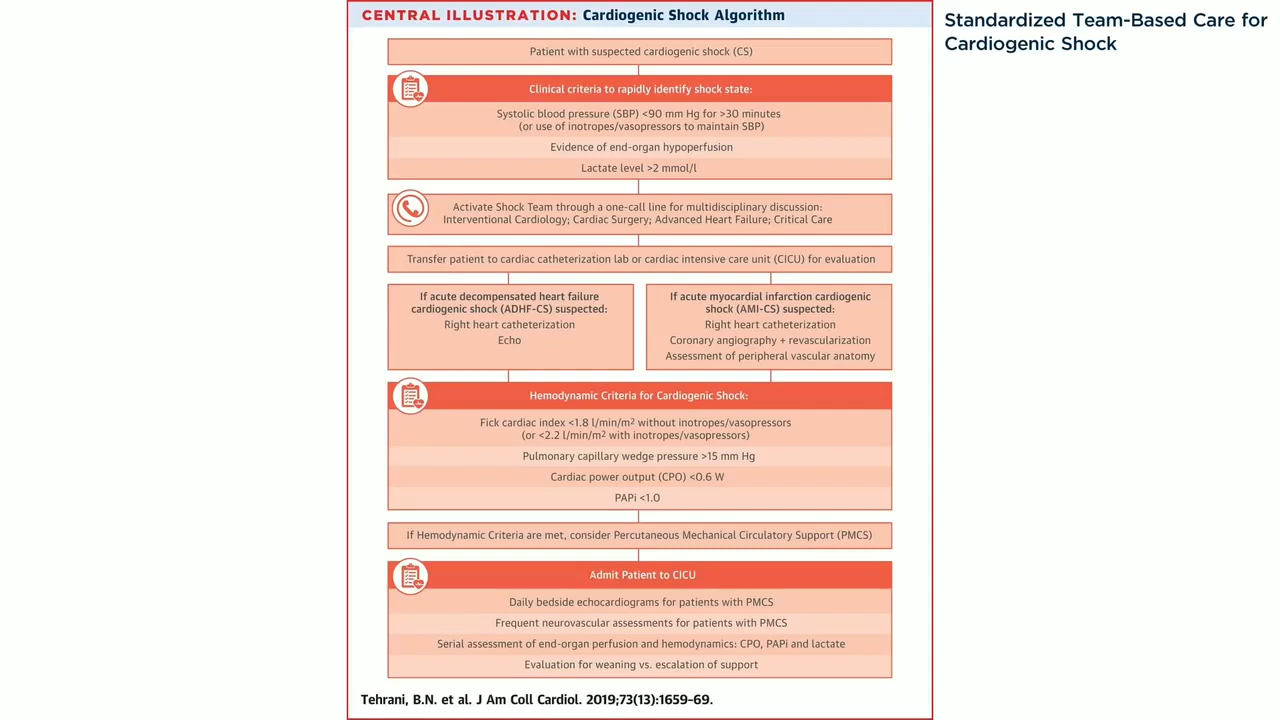 CENTRAL ILLUSTRATION: Cardiogenic Shock Algorithm
Standardized Team-Based Care for
Cardiogenic Shock
Patient with suspected cardiogenic shock (CS)
Clinical criteria to rapidly identify shock state:
Systolic blood pressure (SBP) <90 mm Hg for >30 minutes
(or use of inotropes/vasopressors to maintain SBP)
Evidence of end-organ hypoperfusion
Lactate level >2 mmol/l
Activate Shock Team through a one-call line for multidisciplinary discussion:
Interventional Cardiology; Cardiac Surgery; Advanced Heart Failure; Critical Care
Transfer patient to cardiac catheterization lab or cardiac intensive care unit (CICU) for evaluation
If acute decompensated heart failure
cardiogenic shock (ADHF-CS) suspected:
Right heart catheterization
Echo
If acute myocardial infarction cardiogenic
shock (AMI-CS) suspected:
Right heart catheterization
Coronary angiography + revascularization
Assessment of peripheral vascular anatomy
Hemodynamic Criteria for Cardiogenic Shock:
Fick cardiac index <1.8 l/min/m² without inotropes/vasopressors
(or <2.2 l/min/m² with inotropes/vasopressors)
Pulmonary capillary wedge pressure >15 mm Hg
Cardiac power output (CPO) <0.6 W
PAPi <1.0
If Hemodynamic Criteria are met, consider Percutaneous Mechanical Circulatory Support (PMCS)
Admit Patient to CICU
Daily bedside echocardiograms for patients with PMCS
Frequent neurovascular assessments for patients with PMCS
Serial assessment of end-organ perfusion and hemodynamics: CPO, PAPi and lactate
Evaluation for weaning vs. escalation of support
Tehrani, B.N. et al. J Am Coll Cardiol. 2019;73(13):1659–69.